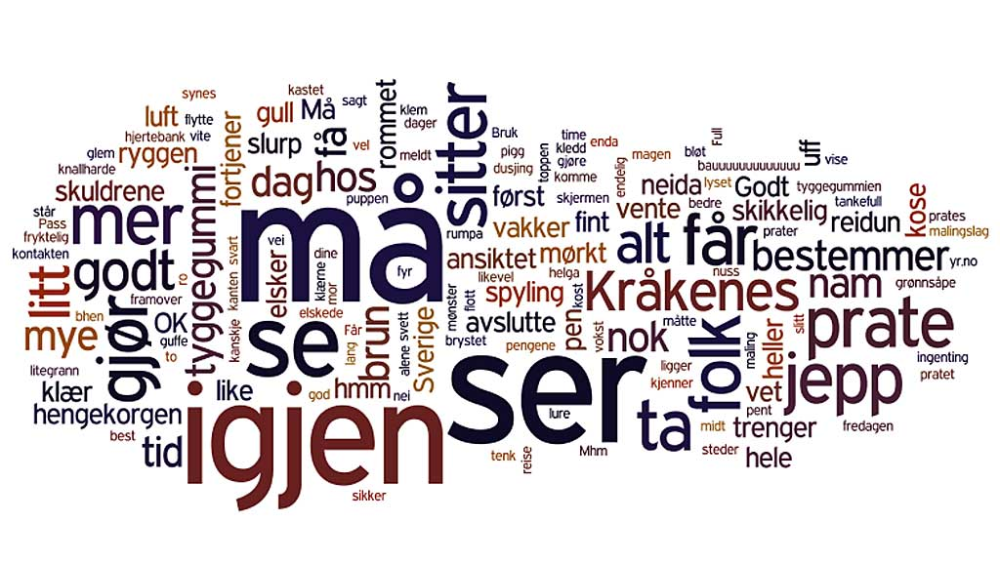 synes
kastet
luft
flytte
gull
Må
sagt
rommet
klem
dager
sitter
hjertebank
vite
fortjener
slurp
få
vel
Bruk
time
enda
Full
glem
ryggen
meldt
pigg
toppen
kledd
gjøre
magen
bløt
uff
vise
knallharde
dag
hos
dusjing
komme
endelig
bauuuuuuuuuuuuu
skuldrene
tyggegummi
puppen
først
skjermen
neida
lyset
Godt
tyggegummien
står
Pass
mer
må
rumpa
vakker
fint
vente
bedre
skikkelig
tankefull
reidun
kose
prates
malingslag
fryktelig
kontakten
godt
svart
kanten
vei
elsker
dine
klærne
fyr
ansiktet
mørkt
alt
får
prater
bestemmer
yr.no
litt
ro
mor
likevel
helga
nuss
framover
elskede
mønster
flott
spyling
kost
Kråkenes
nam
grønnsåpe
bhen
gjør
OK
kanskje
se
Får
brun
alene
svett
Sverige
avslutte
pen
vokst
måtte
folk
slitt
prate
mye
guffe
to
lang
brystet
pengene
nok
maling
heller
ingenting
litegrann
ligger
jepp
pretet
klær
like
god
hmm
nei
ser
kjenner
vet
hengekorgen
igjen
lure
ta
pent
best
midt
trenger
fredagen
tid
tenk
reise
Mhm
steder
hele
sikker